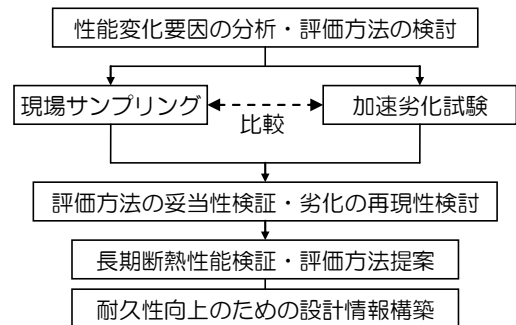 性能変化要因の分析・評価方法の検討
現場サンプリング
加速劣化試験
比較
評価方法の妥当性検証・劣化の再現性検討
長期断熱性能検証・評価方法提案
耐久性向上のための設計情報構築